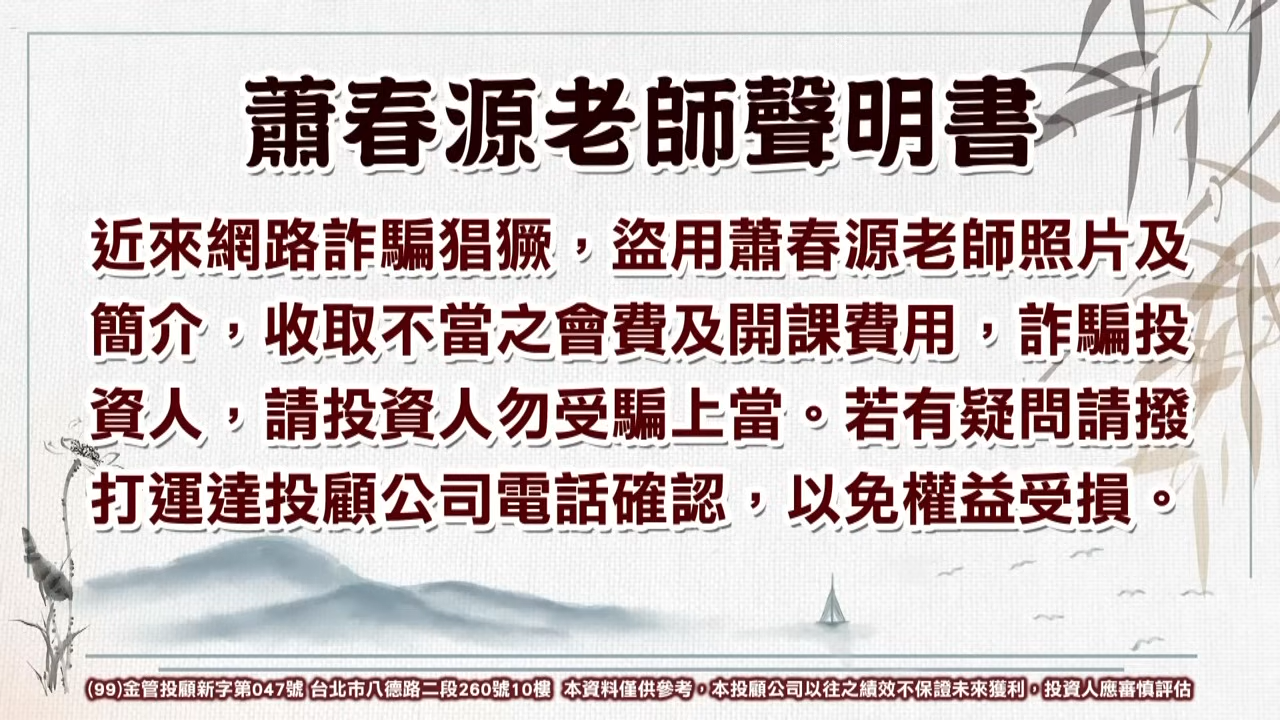 蕭春源老師聲明書
近來網路詐騙猖獗，盜用蕭春源老師照片及
簡介，收取不當之會費及開課費用，詐騙投
資人，請投資人勿受騙上當。若有疑問請撥
打運達投顧公司電話確認，以免權益受損。
(99)金管投顧新字第047號 台北市八德路二段260號10樓 本資料僅供參考，本投顧公司以往之績效不保證未來獲利，投資人應審慎評估